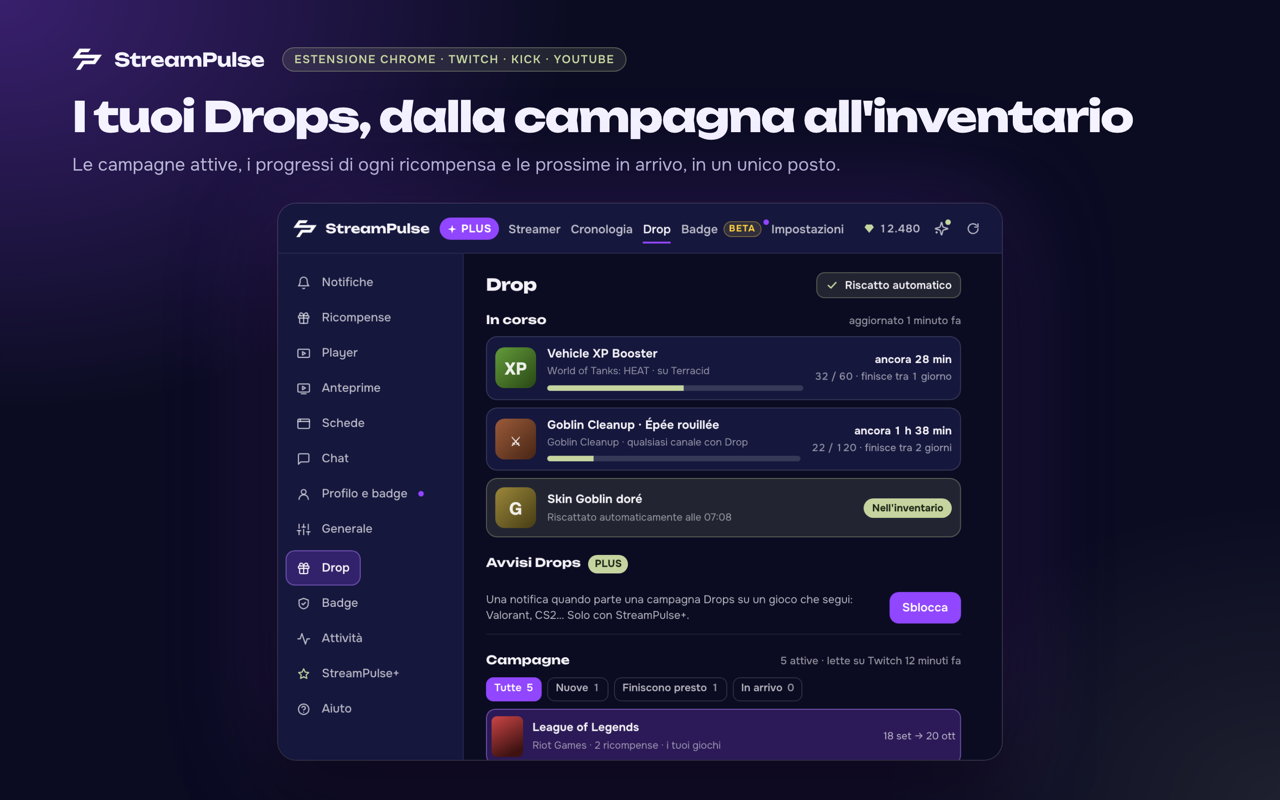 StreamPulse
ESTENSIONE CHROME · TWITCH · KICK · YOUTUBE
I tuoi Drops, dalla campagna all'inventario
Le campagne attive, i progressi di ogni ricompensa e le prossime in arrivo, in un unico posto.
StreamPulse
PLUS
Streamer
Cronologia
Drop
Badge
BETA
Impostazioni
12.480
Notifiche
Ricompense
Player
Anteprime
Schede
Chat
Profilo e badge
Generale
Drop
Badge
Attività
StreamPulse+
Aiuto
Drop
Riscatto automatico
In corso
aggiornato 1 minuto fa
XP
Vehicle XP Booster
World of Tanks: HEAT · su Terracid
ancora 28 min
32 / 60 · finisce tra 1 giorno
Goblin Cleanup · Épée rouillée
Goblin Cleanup · qualsiasi canale con Drop
ancora 1 h 38 min
22 / 120 · finisce tra 2 giorni
G
Skin Goblin doré
Riscattato automaticamente alle 07:08
Nell'inventario
Avvisi Drops
PLUS
Una notifica quando parte una campagna Drops su un gioco che segui:
Valorant, CS2... Solo con StreamPulse+.
Sblocca
Campagne
5 attive · lette su Twitch 12 minuti fa
Tutte 5
Nuove 1
Finiscono presto 1
In arrivo 0
League of Legends
Riot Games · 2 ricompense · i tuoi giochi
18 set → 20 ott